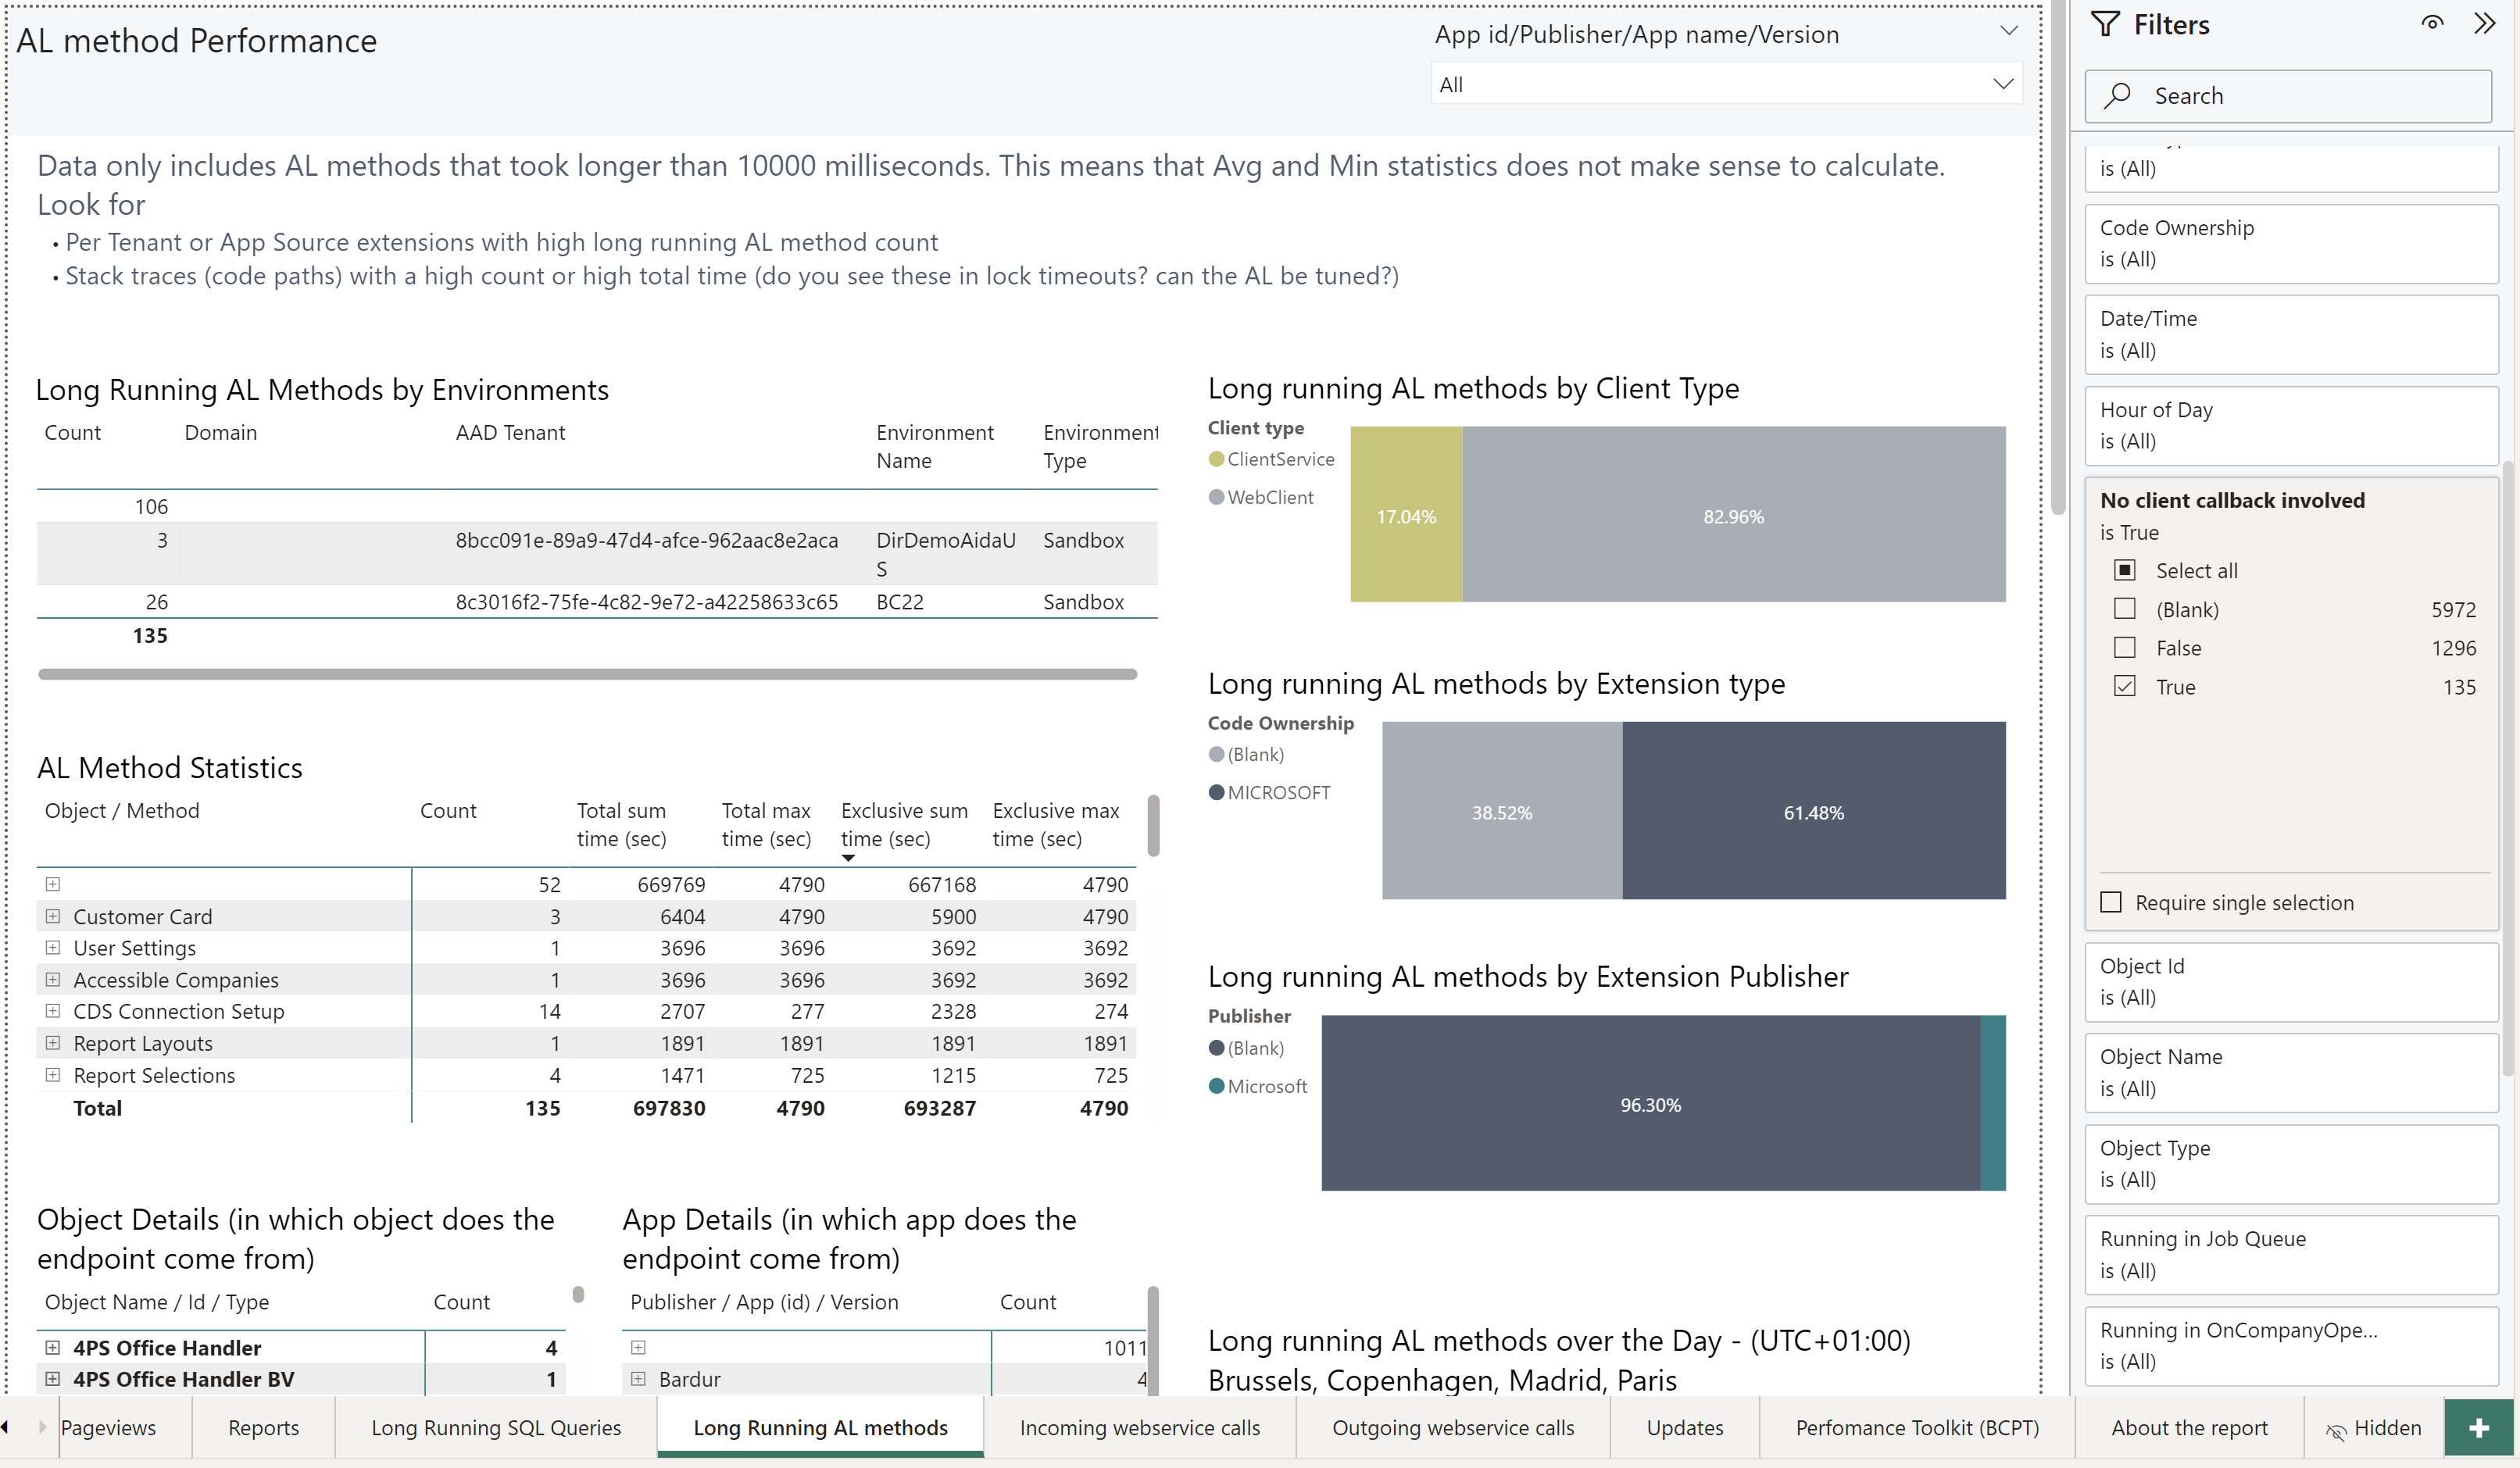 AL method Performance
App id/Publisher/App name/Version
All
Data only includes AL methods that took longer than 10000 milliseconds. This means that Avg and Min statistics does not make sense to calculate.
Look for
• Per Tenant or App Source extensions with high long running AL method count
• Stack traces (code paths) with a high count or high total time (do you see these in lock timeouts? can the AL be tuned?)
Long Running AL Methods by Environments
Count Domain AAD Tenant Environment Name Environment Type
106
3 8bcc091e-89a9-47d4-afce-962aac8e2aca DirDemoAidaU Sandbox
S
26 8c3016f2-75fe-4c82-9e72-a42258633c65 BC22 Sandbox
135
AL Method Statistics
Object / Method Count Total sum time (sec) Total max time (sec) Exclusive sum time (sec) Exclusive max time (sec)
52 669769 4790 667168 4790
Customer Card 3 6404 4790 5900 4790
User Settings 1 3696 3696 3692 3692
Accessible Companies 1 3696 3696 3692 3692
CDS Connection Setup 14 2707 277 2328 274
Report Layouts 1 1891 1891 1891 1891
Report Selections 4 1471 725 1215 725
Total 135 697830 4790 693287 4790
Object Details (in which object does the
endpoint come from)
Object Name / Id / Type Count
4PS Office Handler 4
4PS Office Handler BV 1
App Details (in which app does the
endpoint come from)
Publisher / App (id) / Version Count
1011
Bardur 4
Long running AL methods by Client Type
Client type
ClientService
WebClient
17.04% 82.96%
Long running AL methods by Extension type
Code Ownership
(Blank)
MICROSOFT
38.52% 61.48%
Long running AL methods by Extension Publisher
Publisher
(Blank)
Microsoft
96.30%
Long running AL methods over the Day - (UTC+01:00)
Brussels, Copenhagen, Madrid, Paris
Filters
Search
is (All)
Code Ownership
is (All)
Date/Time
is (All)
Hour of Day
is (All)
No client callback involved
is True
Select all
(Blank) 5972
False 1296
True 135
Require single selection
Object Id
is (All)
Object Name
is (All)
Object Type
is (All)
Running in Job Queue
is (All)
Running in OnCompanyOpe...
is (All)
Pageviews Reports Long Running SQL Queries Long Running AL methods Incoming webservice calls Outgoing webservice calls Updates Perfomance Toolkit (BCPT) About the report Hidden